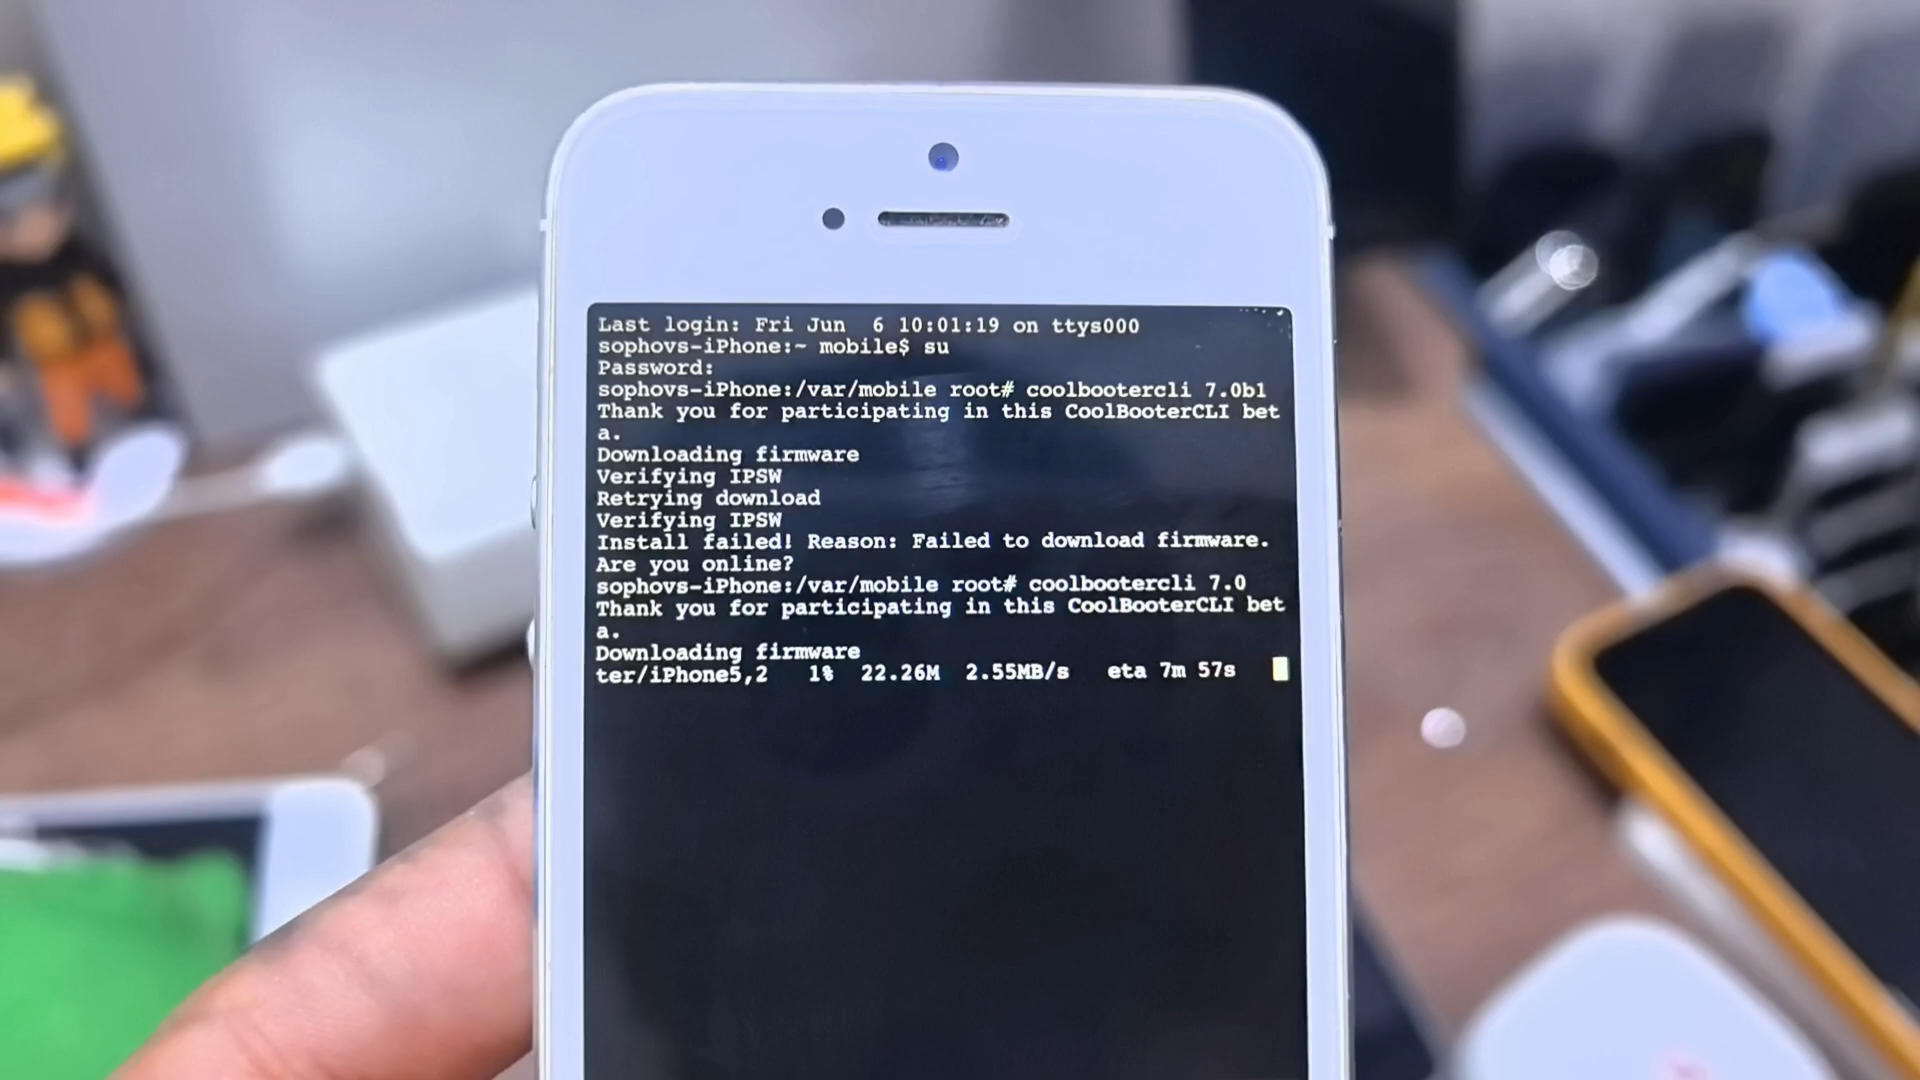 Last login: Fri Jun  6 10:01:19 on ttys000
sophovs-iPhone:~ mobile$ su
Password:
sophovs-iPhone:/var/mobile root# coolbootercli 7.0b1
Thank you for participating in this CoolBooterCLI bet
a.
Downloading firmware
Verifying IPSW
Retrying download
Verifying IPSW
Install failed! Reason: Failed to download firmware.
Are you online?
sophovs-iPhone:/var/mobile root# coolbootercli 7.0
Thank you for participating in this CoolBooterCLI bet
a.
Downloading firmware
ter/iPhone5,2   1%  22.26M  2.55MB/s   eta 7m 57s